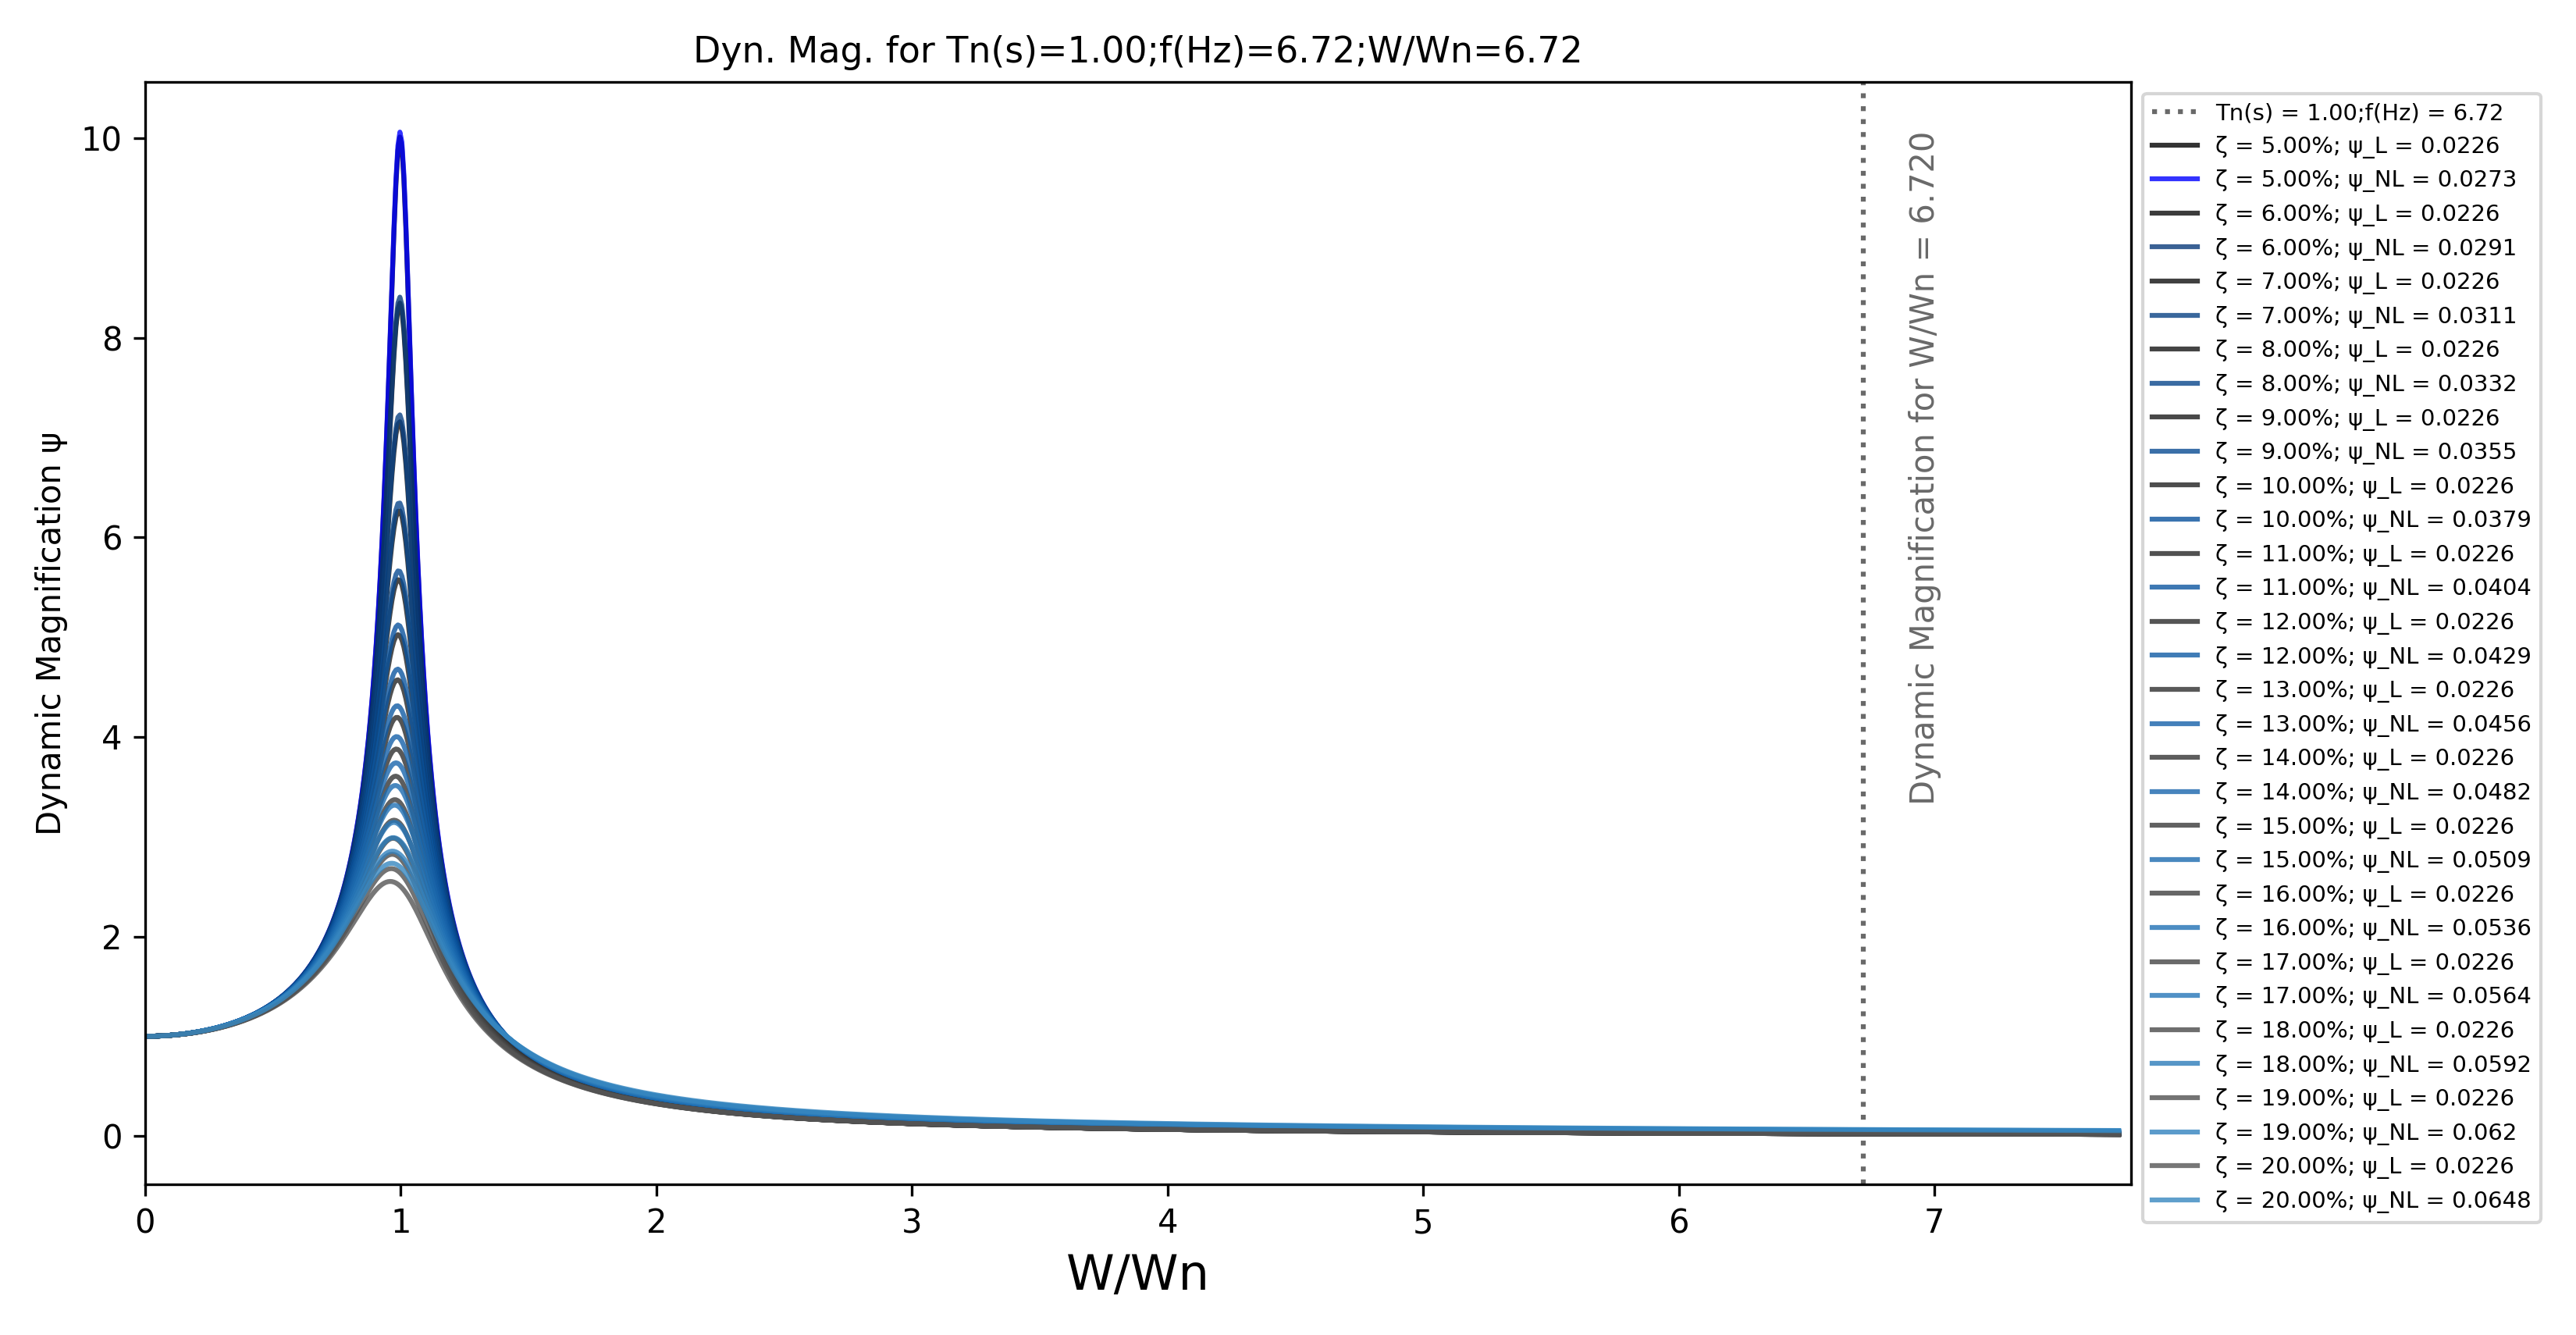 Dyn. Mag. for Tn(s)=1.00;f(Hz)=6.72;W/Wn=6.72
Dynamic Magnification ψ
10
8
6
4
2
0
0
1
2
3
4
5
6
7
W/Wn
Dynamic Magnification for W/Wn = 6.720
Tn(s) = 1.00;f(Hz) = 6.72
ζ = 5.00%; ψ_L = 0.0226
ζ = 5.00%; ψ_NL = 0.0273
ζ = 6.00%; ψ_L = 0.0226
ζ = 6.00%; ψ_NL = 0.0291
ζ = 7.00%; ψ_L = 0.0226
ζ = 7.00%; ψ_NL = 0.0311
ζ = 8.00%; ψ_L = 0.0226
ζ = 8.00%; ψ_NL = 0.0332
ζ = 9.00%; ψ_L = 0.0226
ζ = 9.00%; ψ_NL = 0.0355
ζ = 10.00%; ψ_L = 0.0226
ζ = 10.00%; ψ_NL = 0.0379
ζ = 11.00%; ψ_L = 0.0226
ζ = 11.00%; ψ_NL = 0.0404
ζ = 12.00%; ψ_L = 0.0226
ζ = 12.00%; ψ_NL = 0.0429
ζ = 13.00%; ψ_L = 0.0226
ζ = 13.00%; ψ_NL = 0.0456
ζ = 14.00%; ψ_L = 0.0226
ζ = 14.00%; ψ_NL = 0.0482
ζ = 15.00%; ψ_L = 0.0226
ζ = 15.00%; ψ_NL = 0.0509
ζ = 16.00%; ψ_L = 0.0226
ζ = 16.00%; ψ_NL = 0.0536
ζ = 17.00%; ψ_L = 0.0226
ζ = 17.00%; ψ_NL = 0.0564
ζ = 18.00%; ψ_L = 0.0226
ζ = 18.00%; ψ_NL = 0.0592
ζ = 19.00%; ψ_L = 0.0226
ζ = 19.00%; ψ_NL = 0.062
ζ = 20.00%; ψ_L = 0.0226
ζ = 20.00%; ψ_NL = 0.0648